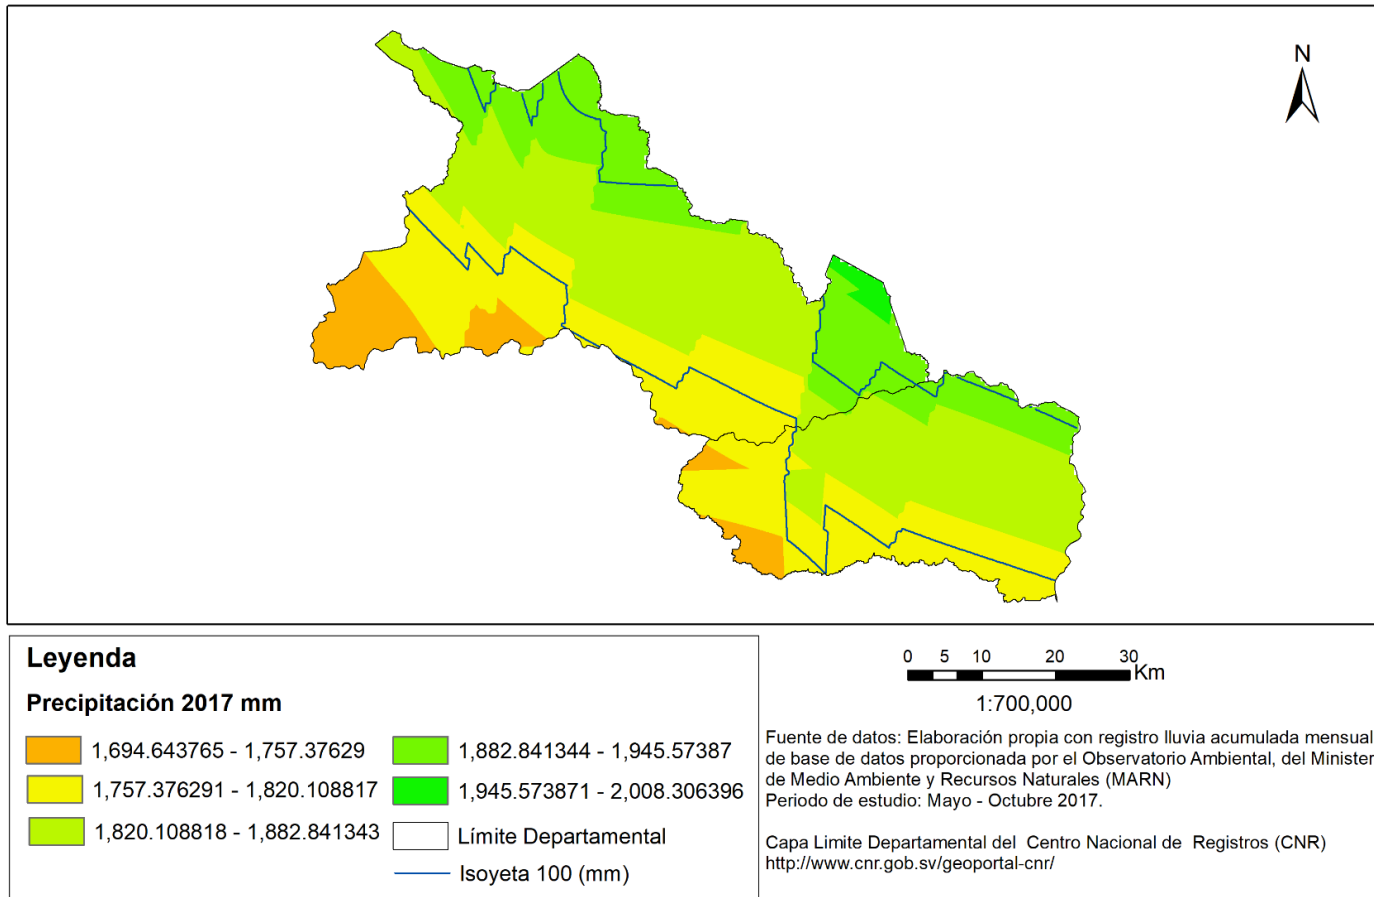 N
Leyenda
Precipitación 2017 mm
1,694.643765 - 1,757.37629
1,757.376291 - 1,820.108817
1,820.108818 - 1,882.841343
1,882.841344 - 1,945.57387
1,945.573871 - 2,008.306396
Límite Departamental
Isoyeta 100 (mm)
0 5 10 20 30
Km
1:700,000
Fuente de datos: Elaboración propia con registro lluvia acumulada mensual
de base de datos proporcionada por el Observatorio Ambiental, del Minister
de Medio Ambiente y Recursos Naturales (MARN)
Periodo de estudio: Mayo - Octubre 2017.
Capa Limite Departamental del Centro Nacional de Registros (CNR)
http://www.cnr.gob.sv/geoportal-cnr/